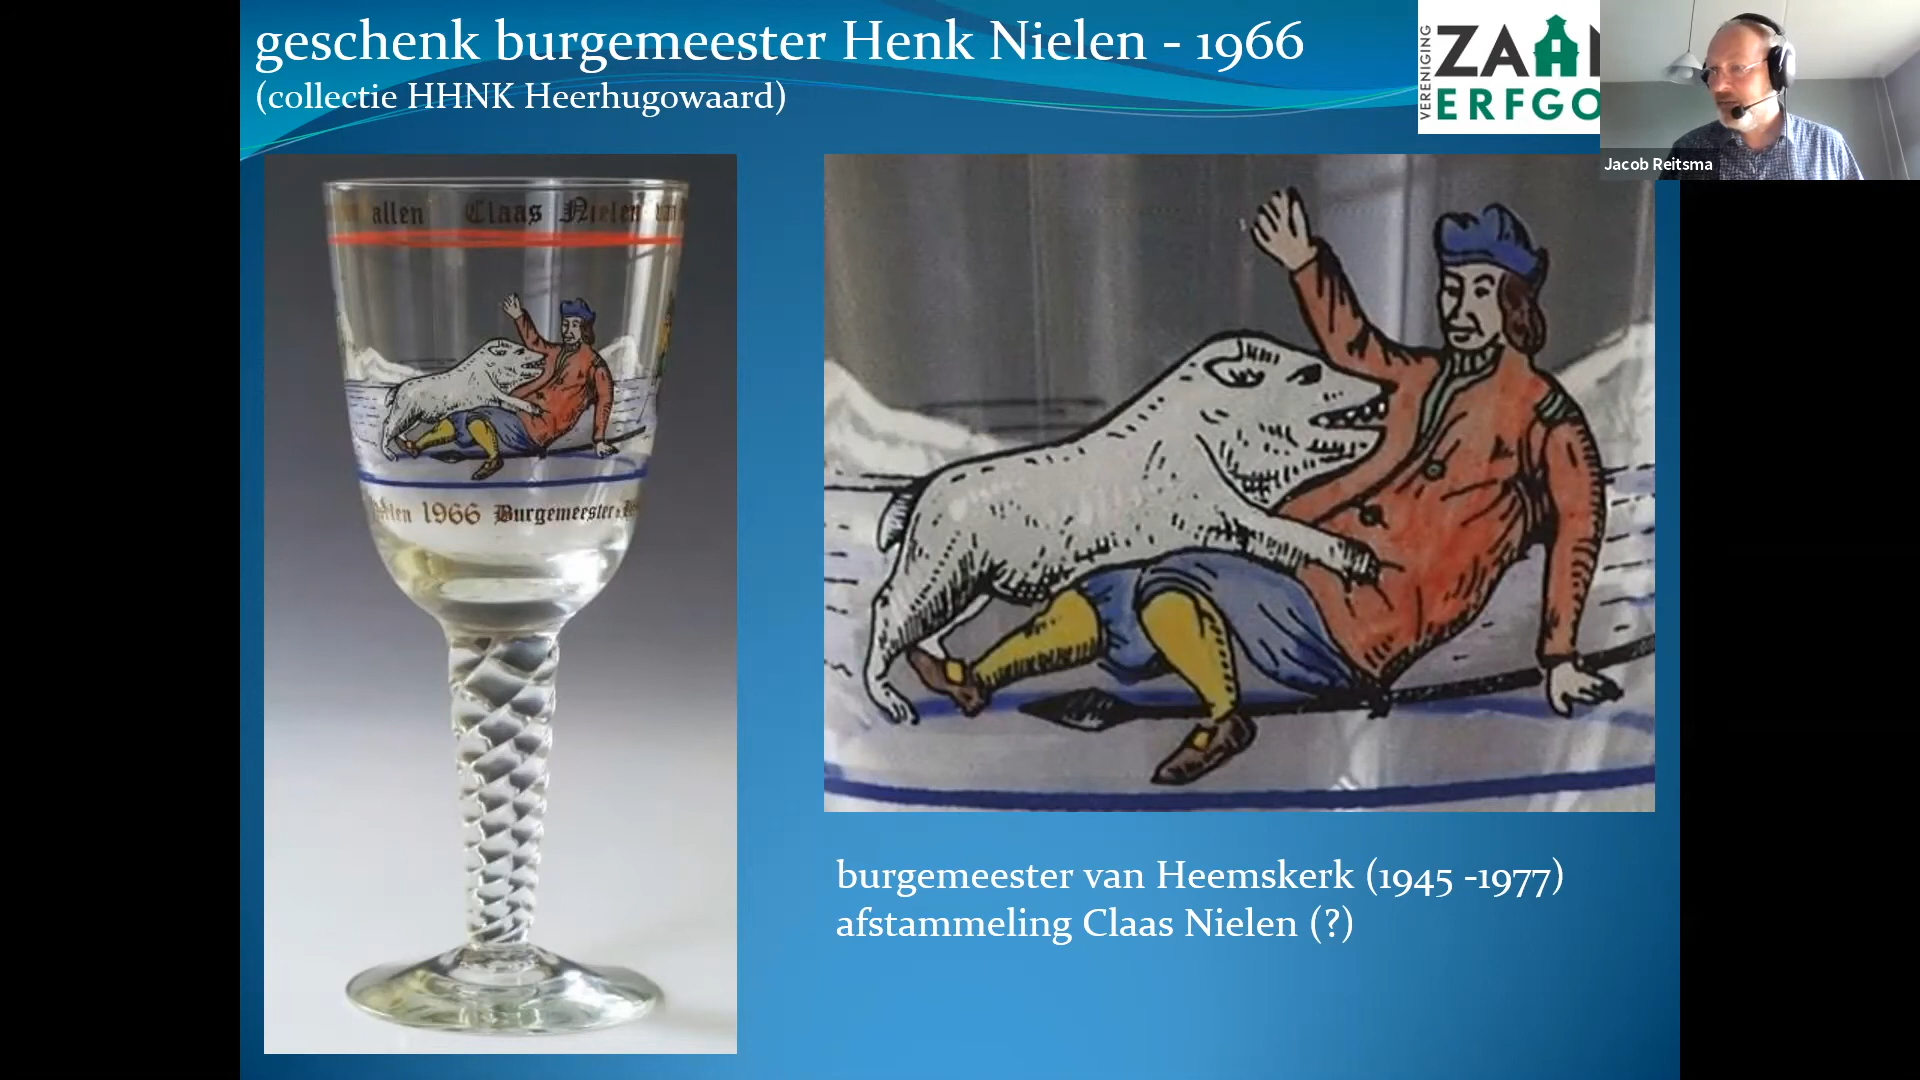 geschenk burgemeester Henk Nielen - 1966
(collectie HHNK Heerhugowaard)
VERENIGING
ZAAN
ERFGO
Jacob Reitsma
allen Claas Nielen
1966 Burgemeester
burgemeester van Heemskerk (1945 -1977)
afstammeling Claas Nielen (?)